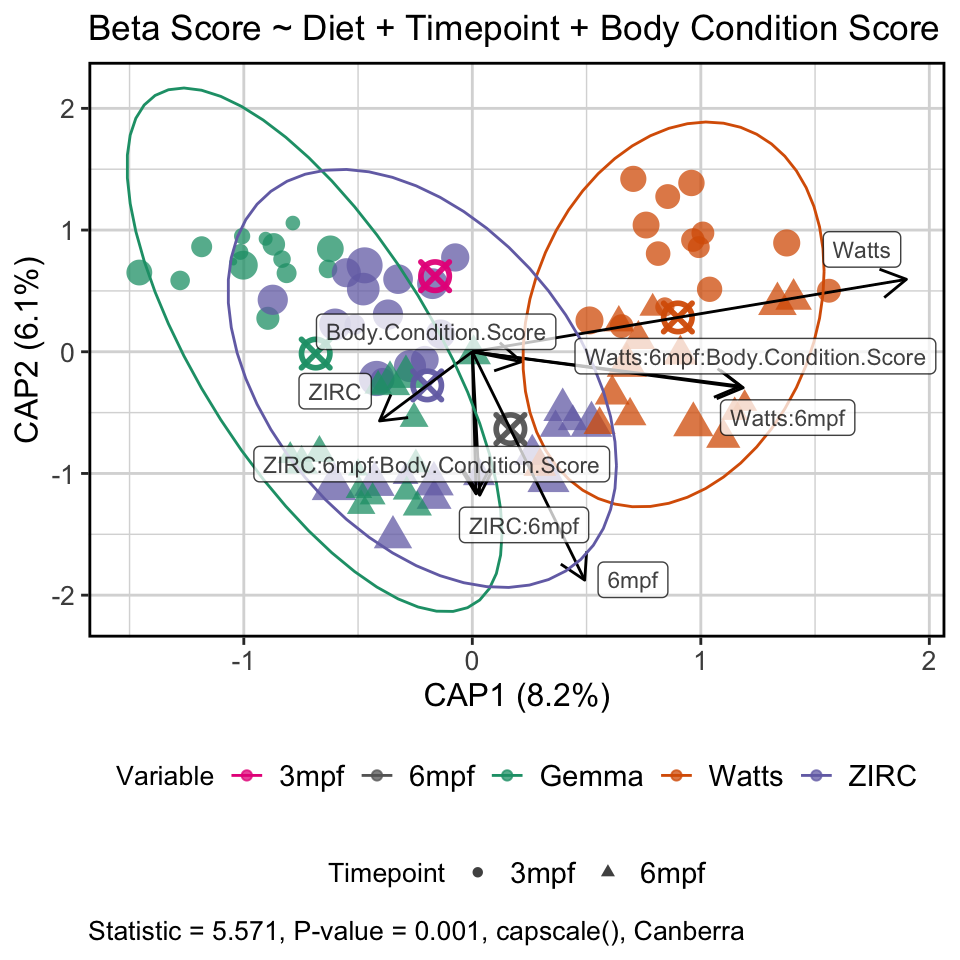 Beta Score ~ Diet + Timepoint + Body Condition Score
CAP2 (6.1%)
2
1
0
-1
-2
Watts
Body.Condition.Score
Watts:6mpf:Body.Condition.Score
ZIRC
Watts:6mpf
ZIRC:6mpf:Body.Condition.Score
ZIRC:6mpf
6mpf
-1 0 1 2
CAP1 (8.2%)
Variable 3mpf 6mpf Gemma Watts ZIRC
Timepoint 3mpf 6mpf
Statistic = 5.571, P-value = 0.001, capscale(), Canberra